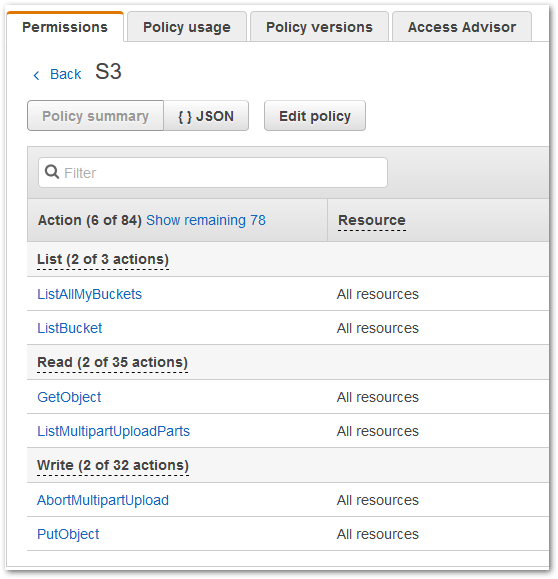 Permissions Policy usage Policy versions Access Advisor
Back S3
Policy summary { } JSON Edit policy
Filter
Action (6 of 84) Show remaining 78 Resource
List (2 of 3 actions)
ListAllMyBuckets All resources
ListBucket All resources
Read (2 of 35 actions)
GetObject All resources
ListMultipartUploadParts All resources
Write (2 of 32 actions)
AbortMultipartUpload All resources
PutObject All resources